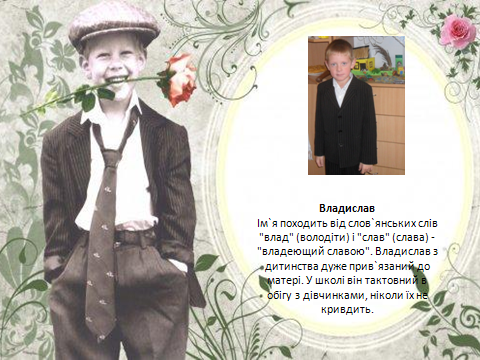 Владислав
Ім`я походить від слов`янських слів
"влад" (володіти) і "слав" (слава) -
"владеющий славою". Владислав з
дитинства дуже прив`язаний до
матері. У школі він тактовний в
обігу з дівчинками, ніколи їх не
кривдить.